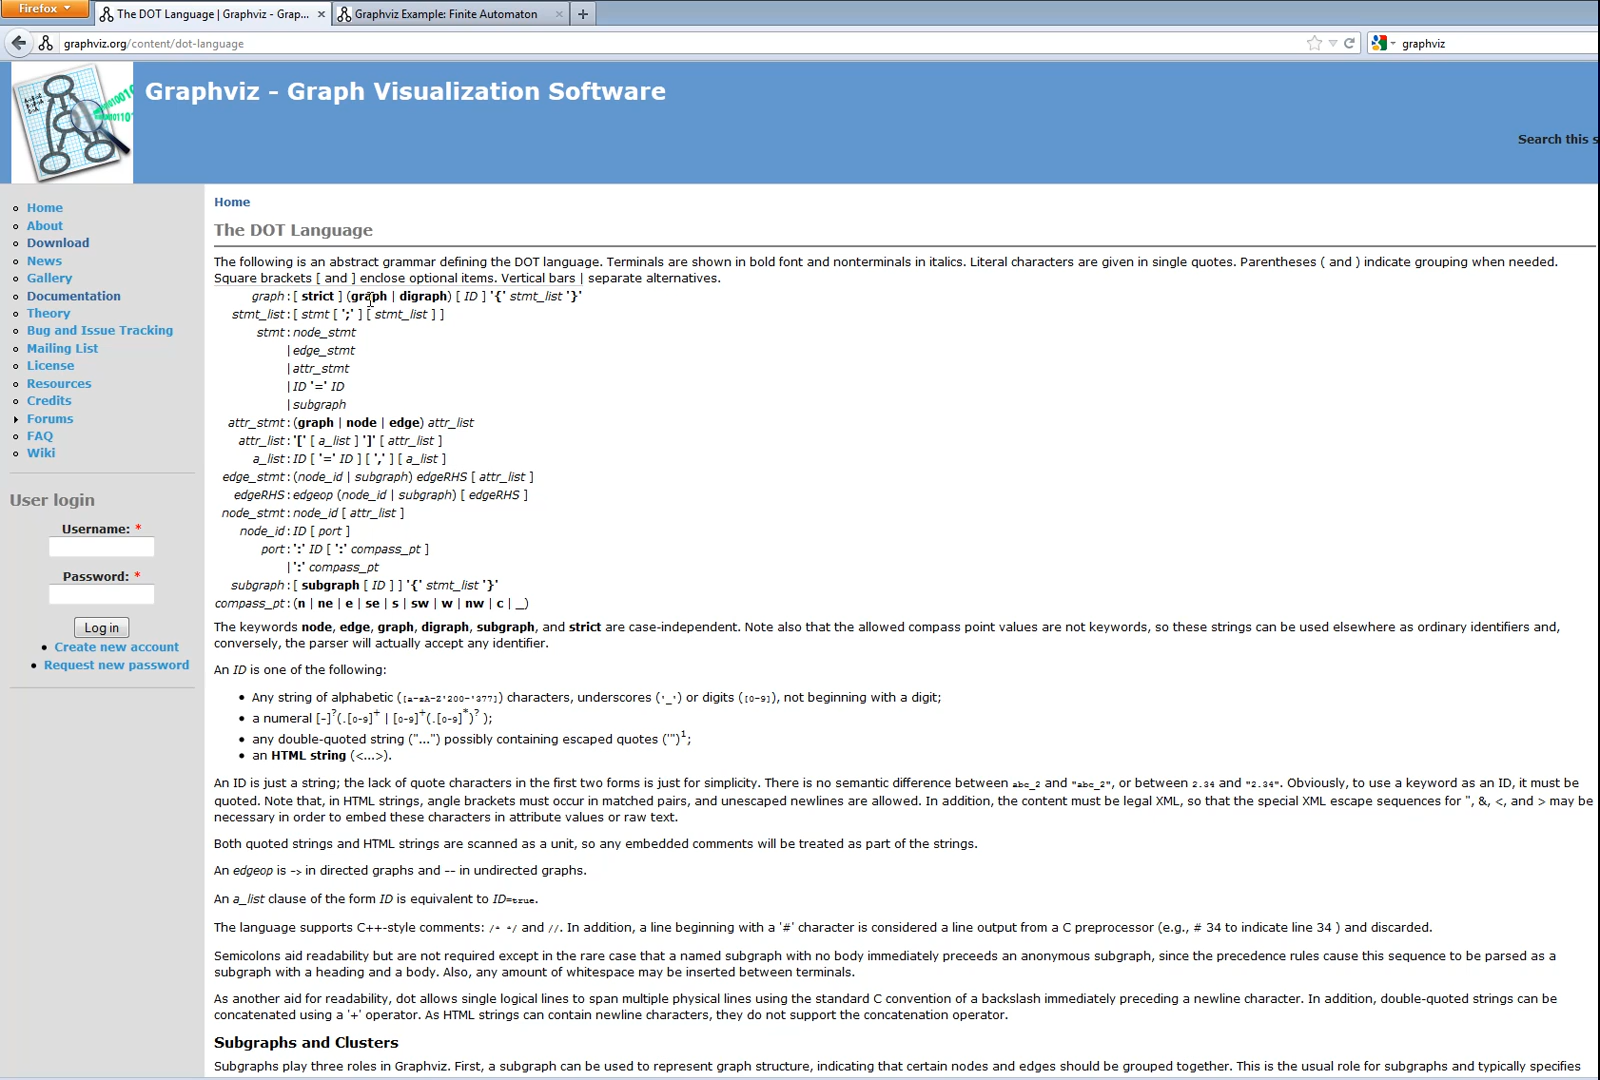 Firefox
The DOT Language | Graphviz - Grap...
Graphviz Example: Finite Automaton
graphviz.org/content/dot-language
graphviz
Graphviz - Graph Visualization Software
Search this s
Home
About
Download
News
Gallery
Documentation
Theory
Bug and Issue Tracking
Mailing List
License
Resources
Credits
Forums
FAQ
Wiki
User login
Username: *
Password: *
Log in
Create new account
Request new password
Home
The DOT Language
The following is an abstract grammar defining the DOT language. Terminals are shown in bold font and nonterminals in italics. Literal characters are given in single quotes. Parentheses ( and ) indicate grouping when needed.
Square brackets [ and ] enclose optional items. Vertical bars | separate alternatives.
graph : [ strict ] (graph | digraph) [ ID ] '{' stmt_list '}'
stmt_list : [ stmt [ ';' ] [ stmt_list ] ]
stmt : node_stmt
| edge_stmt
| attr_stmt
| ID '=' ID
| subgraph
attr_stmt : (graph | node | edge) attr_list
attr_list : '[' [ a_list ] ']' [ attr_list ]
a_list : ID [ '=' ID ] [ ',' ] [ a_list ]
edge_stmt : (node_id | subgraph) edgeRHS [ attr_list ]
edgeRHS : edgeop (node_id | subgraph) [ edgeRHS ]
node_stmt : node_id [ attr_list ]
node_id : ID [ port ]
port : ':' ID [ ':' compass_pt ]
| ':' compass_pt
subgraph : [ subgraph [ ID ] ] '{' stmt_list '}'
compass_pt : (n | ne | e | se | s | sw | w | nw | c | _)
The keywords node, edge, graph, digraph, subgraph, and strict are case-independent. Note also that the allowed compass point values are not keywords, so these strings can be used elsewhere as ordinary identifiers and,
conversely, the parser will actually accept any identifier.
An ID is one of the following:
Any string of alphabetic ([a-zA-Z'200-'377]) characters, underscores ('_') or digits ([0-9]), not beginning with a digit;
a numeral [-]?(.[0-9]+ | [0-9]+(.[0-9]*)? );
any double-quoted string ("...") possibly containing escaped quotes ('")1;
an HTML string (<...>).
An ID is just a string; the lack of quote characters in the first two forms is just for simplicity. There is no semantic difference between abc_2 and "abc_2", or between 2.34 and "2.34". Obviously, to use a keyword as an ID, it must be
quoted. Note that, in HTML strings, angle brackets must occur in matched pairs, and unescaped newlines are allowed. In addition, the content must be legal XML, so that the special XML escape sequences for ", &, <, and > may be
necessary in order to embed these characters in attribute values or raw text.
Both quoted strings and HTML strings are scanned as a unit, so any embedded comments will be treated as part of the strings.
An edgeop is -> in directed graphs and -- in undirected graphs.
An a_list clause of the form ID is equivalent to ID=true.
The language supports C++-style comments: /* */ and //. In addition, a line beginning with a '#' character is considered a line output from a C preprocessor (e.g., # 34 to indicate line 34 ) and discarded.
Semicolons aid readability but are not required except in the rare case that a named subgraph with no body immediately preceeds an anonymous subgraph, since the precedence rules cause this sequence to be parsed as a
subgraph with a heading and a body. Also, any amount of whitespace may be inserted between terminals.
As another aid for readability, dot allows single logical lines to span multiple physical lines using the standard C convention of a backslash immediately preceding a newline character. In addition, double-quoted strings can be
concatenated using a '+' operator. As HTML strings can contain newline characters, they do not support the concatenation operator.
Subgraphs and Clusters
Subgraphs play three roles in Graphviz. First, a subgraph can be used to represent graph structure, indicating that certain nodes and edges should be grouped together. This is the usual role for subgraphs and typically specifies